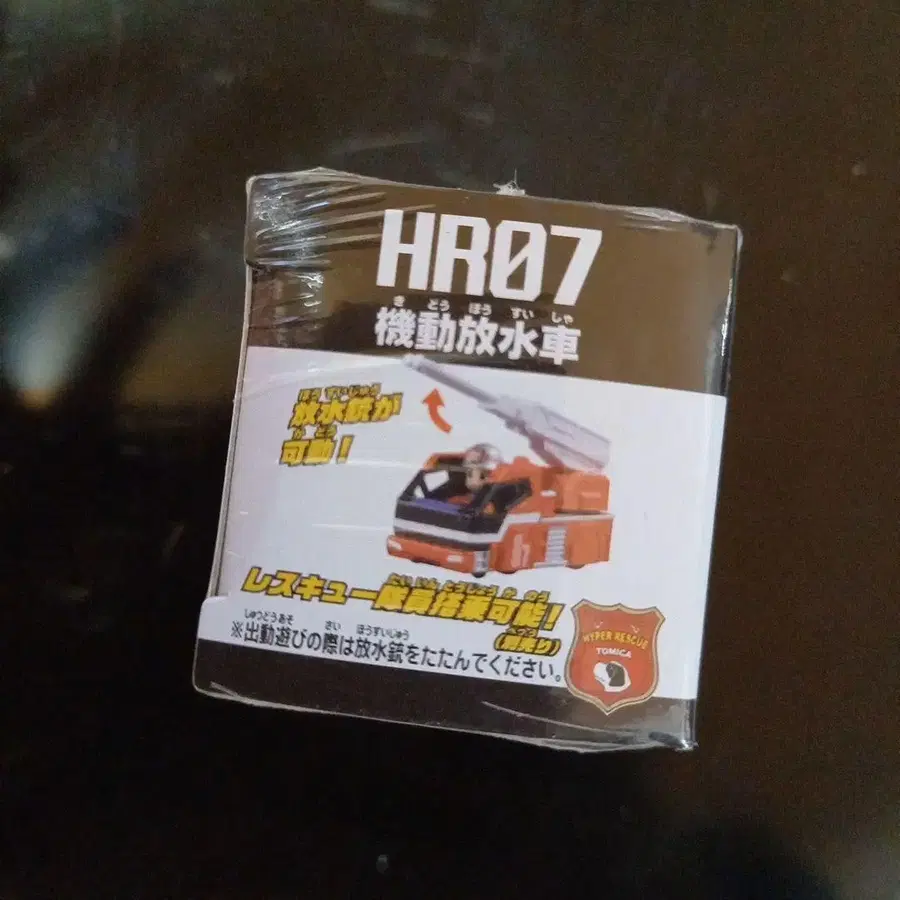 HR07
き どう ほう すい しゃ
機動放水車
ほう すいじゅう
放水銃が
か どう
可動！
たい いん とうじょう か のう
レスキュー隊員搭乗可能！
(別売り)
しゅつどうあそ さい ほうすいじゅう
※出動遊びの際は放水銃をたたんでください。
HYPER RESCUE
TOMICA